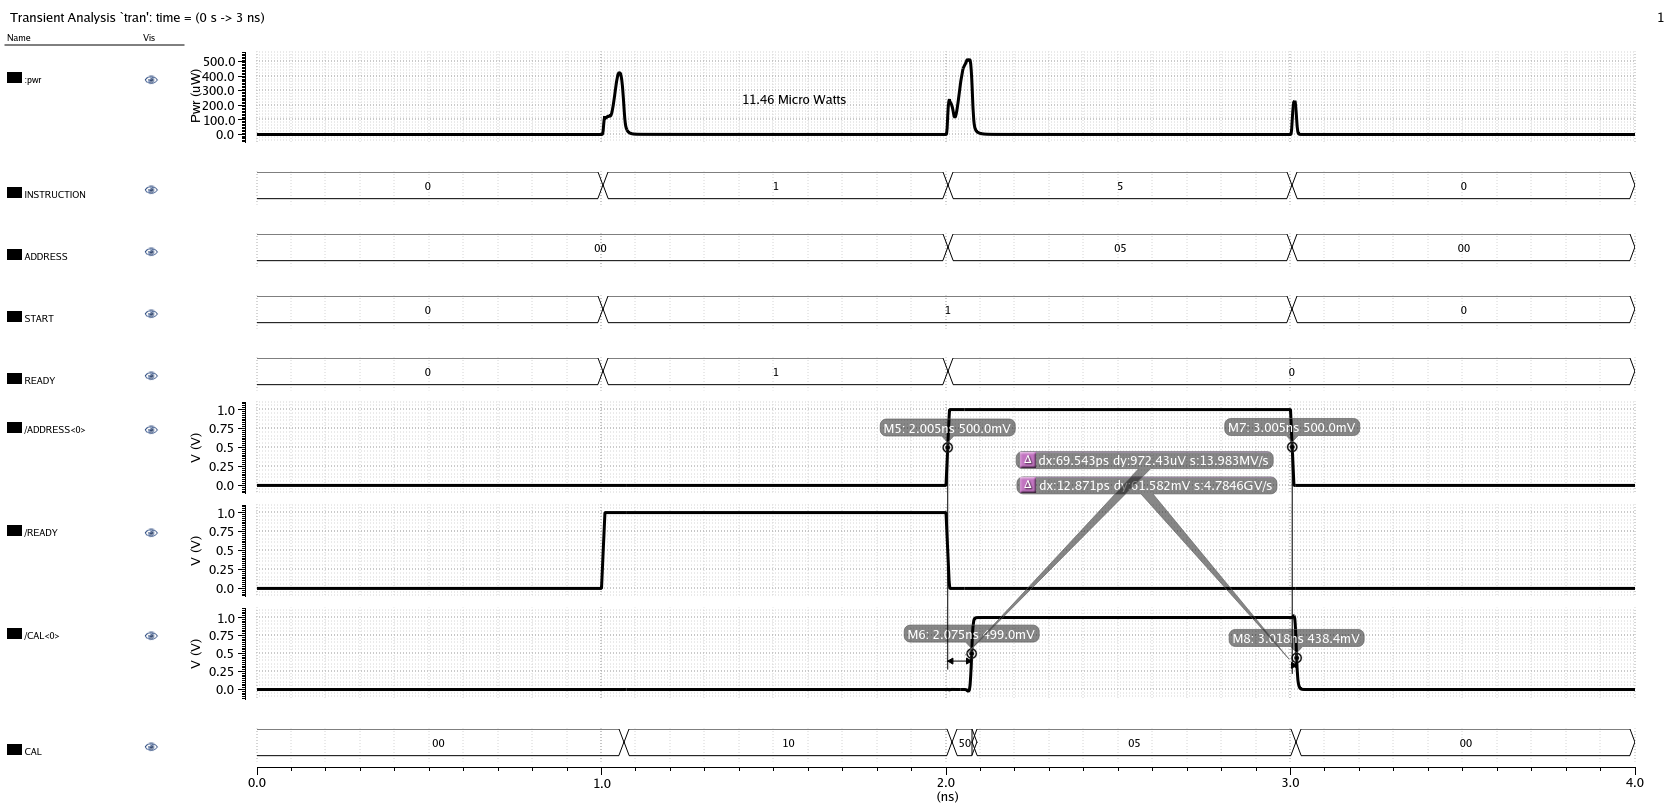 Transient Analysis `tran': time = (0 s -> 3 ns) 1
Name Vis
:pwr
Pwr (uW)
500.0
400.0
300.0
200.0
100.0
0.0
11.46 Micro Watts
INSTRUCTION 0 1 5 0
ADDRESS 00 05 00
START 0 1 0
READY 0 1 0
/ADDRESS<0>
V (V)
1.0
0.75
0.5
0.25
0.0
M5: 2.005ns 500.0mV M7: 3.005ns 500.0mV
Δ dx:69.543ps dy:972.43uV s:13.983MV/s
Δ dx:12.871ps dy:61.582mV s:4.7846GV/s
/READY
V (V)
1.0
0.75
0.5
0.25
0.0
/CAL<0>
V (V)
1.0
0.75
0.5
0.25
0.0
M6: 2.075ns 499.0mV M8: 3.018ns 438.4mV
CAL 00 10 50 05 00
0.0 1.0 2.0 3.0 4.0
(ns)